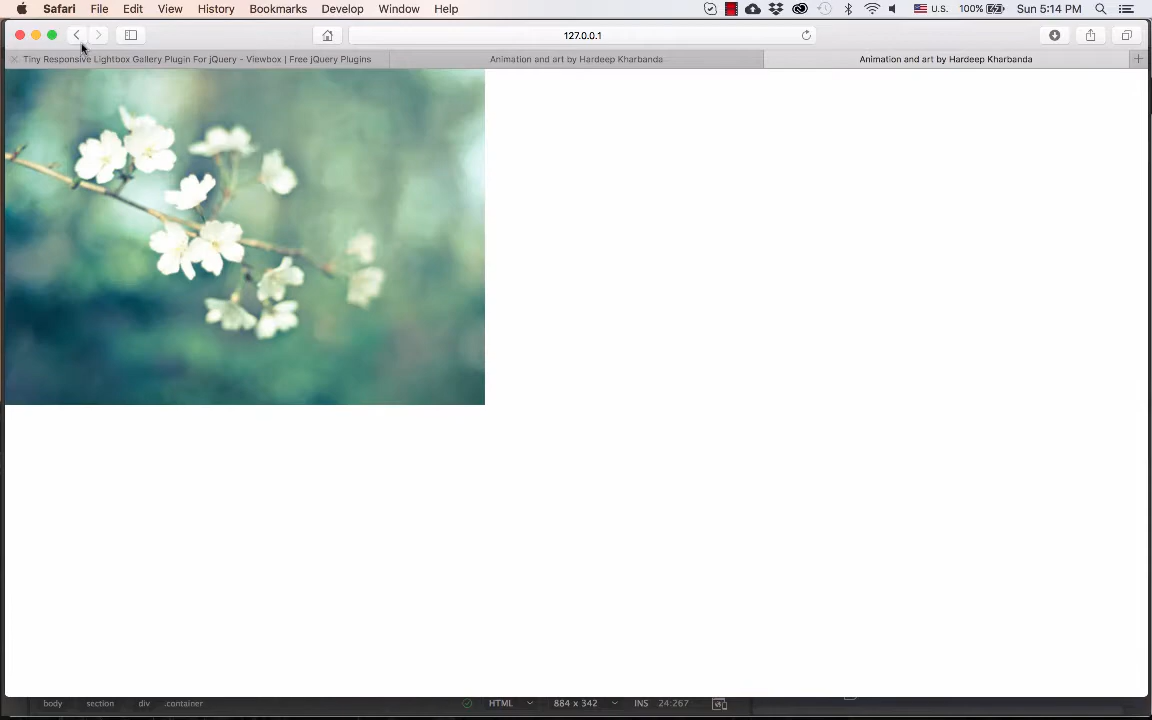 Safari File Edit View History Bookmarks Develop Window Help U.S. 100% Sun 5:14 PM
127.0.0.1
Tiny Responsive Lightbox Gallery Plugin For jQuery - Viewbox | Free jQuery Plugins Animation and art by Hardeep Kharbanda Animation and art by Hardeep Kharbanda
body section div .container HTML 884 x 342 INS 24:267